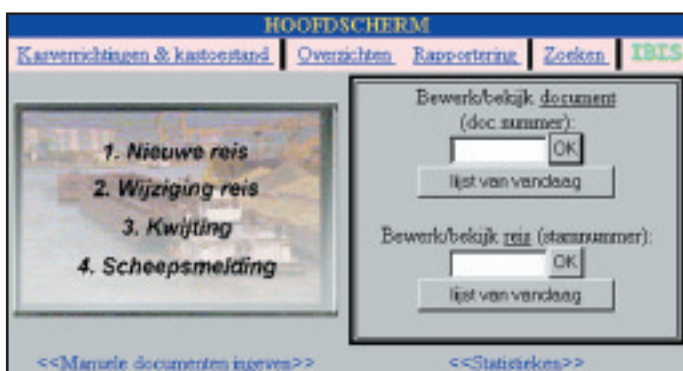 HOOFDSCHERM
Kasverrichtingen & kastoestand Overzichten Rapportering Zoeken IBIS
1. Nieuwe reis
2. Wijziging reis
3. Kwijting
4. Scheepsmelding
Bewerk/bekijk document
(doc.nummer):
OK
lijst van vandaag
Bewerk/bekijk reis (stamnummer):
OK
lijst van vandaag
<<Manuele documenten ingeven>> <<Statistieken>>